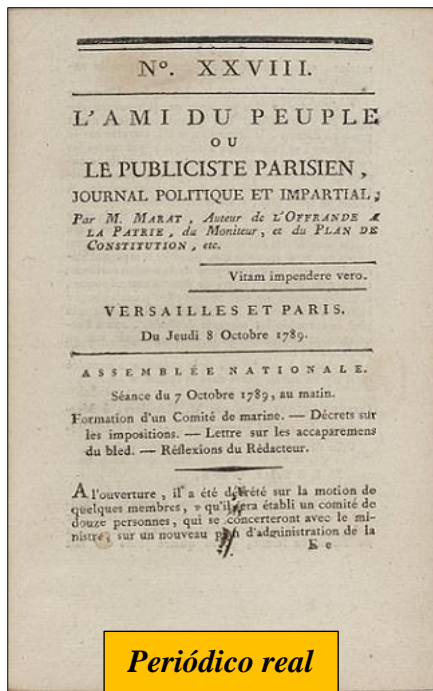 N°. XXVIII.
L'AMI DU PEUPLE
OU
LE PUBLICISTE PARISIEN,
JOURNAL POLITIQUE ET IMPARTIAL;
Par M. MARAT, Auteur de L'OFFRANDE A
LA PATRIE, du Moniteur, et du PLAN DE
CONSTITUTION, etc.
Vitam impendere vero.
VERSAILLES ET PARIS.
Du Jeudi 8 Octobre 1789.
ASSEMBLÉE NATIONALE.
Séance du 7 Octobre 1789, au matin.
Formation d'un Comité de marine. — Décrets sur
les impositions. — Lettre sur les accaparemens
du bled. — Réflexions du Rédacteur.
A l'ouverture, il a été décrété sur la motion de
quelques membres, » qu'il sera établi un comité de
douze personnes, qui se concerteront avec le mi-
nistre, sur un nouveau plan d'administration de la
E e
Periódico real